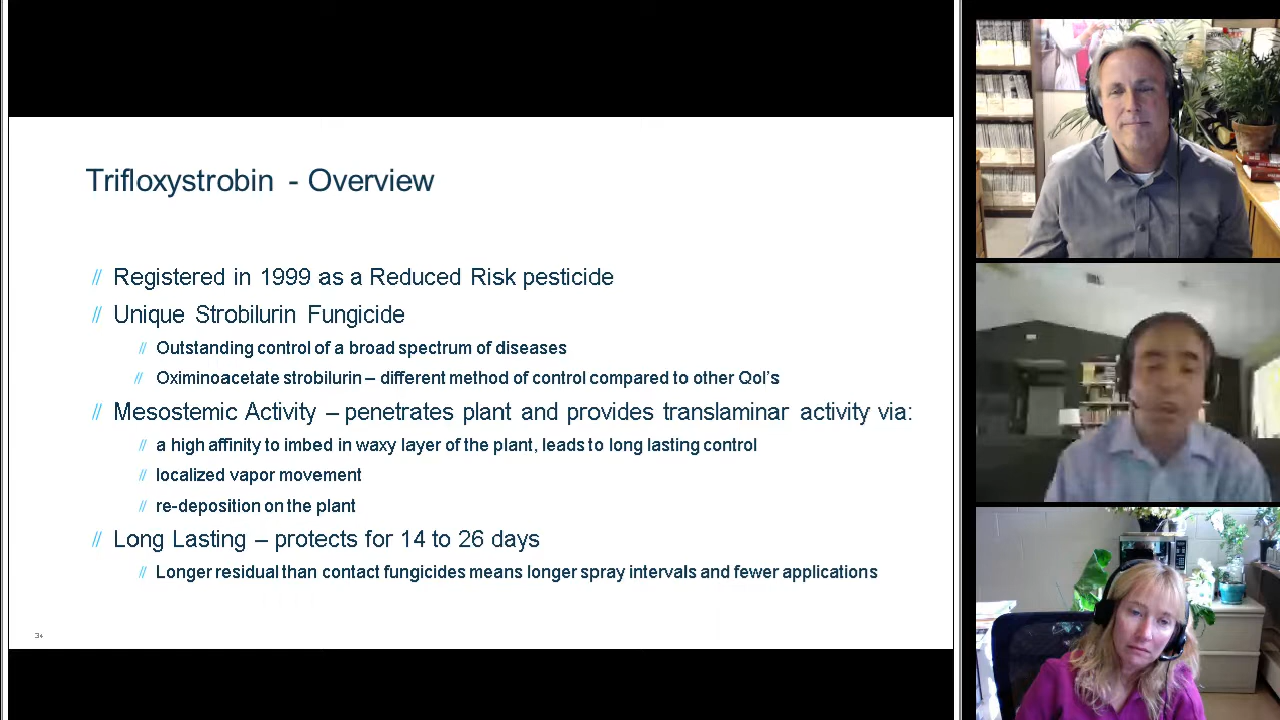 Trifloxystrobin - Overview
// Registered in 1999 as a Reduced Risk pesticide
// Unique Strobilurin Fungicide
// Outstanding control of a broad spectrum of diseases
// Oximinoacetate strobilurin – different method of control compared to other QoI's
// Mesostemic Activity – penetrates plant and provides translaminar activity via:
// a high affinity to imbed in waxy layer of the plant, leads to long lasting control
// localized vapor movement
// re-deposition on the plant
// Long Lasting – protects for 14 to 26 days
// Longer residual than contact fungicides means longer spray intervals and fewer applications